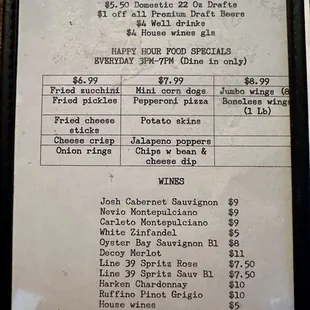 $5.50 Domestic 22 Oz Drafts
$1 off all Premium Draft Beers
$4 Well drinks
$4 House wines gls
HAPPY HOUR FOOD SPECIALS
EVERYDAY 3PM-7PM (Dine in only)
$6.99 $7.99 $8.99
Fried zucchini Mini corn dogs Jumbo wings (8
Fried pickles Pepperoni pizza Boneless wings
(1 Lb)
Fried cheese Potato skins
sticks
Cheese crisp Jalapeno poppers
Onion rings Chips w bean &
cheese dip
WINES
Josh Cabernet Sauvignon $9
Nevio Montepulciano $9
Carleto Montepulciano $9
White Zinfandel $5
Oyster Bay Sauvignon Bl $8
Decoy Merlot $11
Line 39 Spritz Rose $7.50
Line 39 Spritz Sauv Bl $7.50
Harken Chardonnay $10
Ruffino Pinot Grigio $10
House wines $5